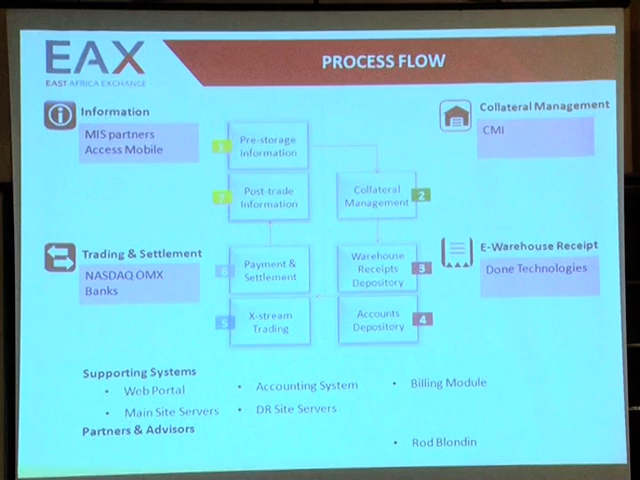 EAX
EAST AFRICA EXCHANGE
PROCESS FLOW
Information
MIS partners
Access Mobile
1
Pre-storage
Information
7
Post-trade
Information
Collateral
Management
2
Collateral Management
CMI
Trading & Settlement
NASDAQ OMX
Banks
6
Payment &
Settlement
5
X-stream
Trading
Warehouse
Receipts
Depository
3
Accounts
Depository
4
E-Warehouse Receipt
Done Technologies
Supporting Systems
• Web Portal
• Accounting System
• Billing Module
• Main Site Servers
• DR Site Servers
Partners & Advisors
• Rod Blondin